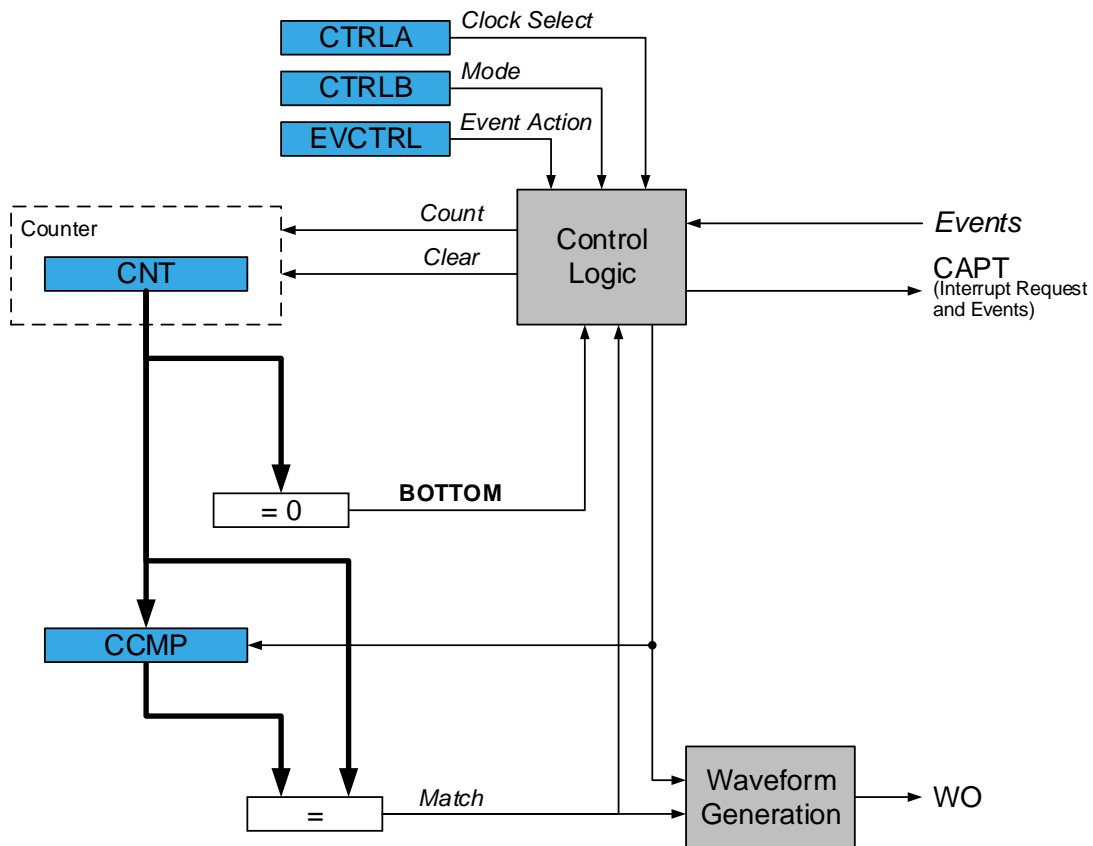 CTRLA
Clock Select
CTRLB
Mode
EVCTRL
Event Action
Counter
CNT
Count
Clear
Control
Logic
Events
CAPT
(Interrupt Request
and Events)
= 0
BOTTOM
CCMP
=
Match
Waveform
Generation
WO